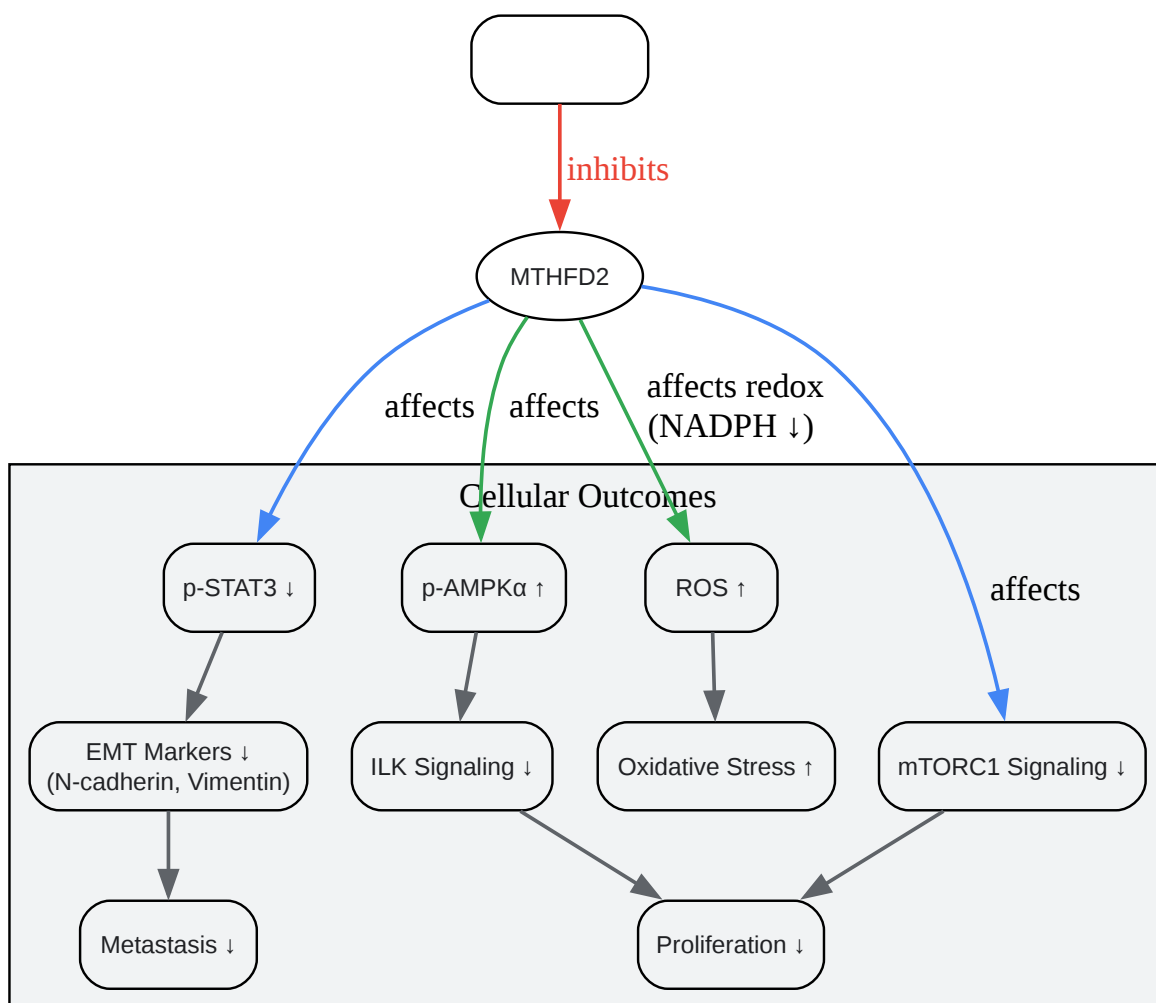 inhibits
MTHFD2
affects
affects
affects redox
(NADPH ↓)
Cellular Outcomes
p-STAT3 ↓
p-AMPKα ↑
ROS ↑
affects
EMT Markers ↓
(N-cadherin, Vimentin)
ILK Signaling ↓
Oxidative Stress ↑
mTORC1 Signaling ↓
Metastasis ↓
Proliferation ↓